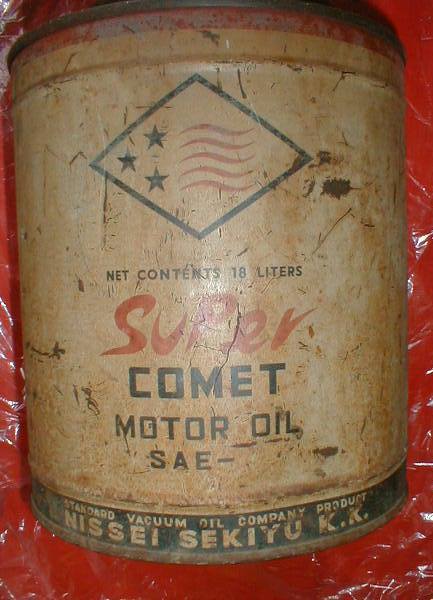 NET CONTENTS 18 LITERS
SUPer
COMET
MOTOR OIL
SAE-
STANDARD VACUUM OIL COMPANY PRODUCT
NISSEI SEKIYU K.K.